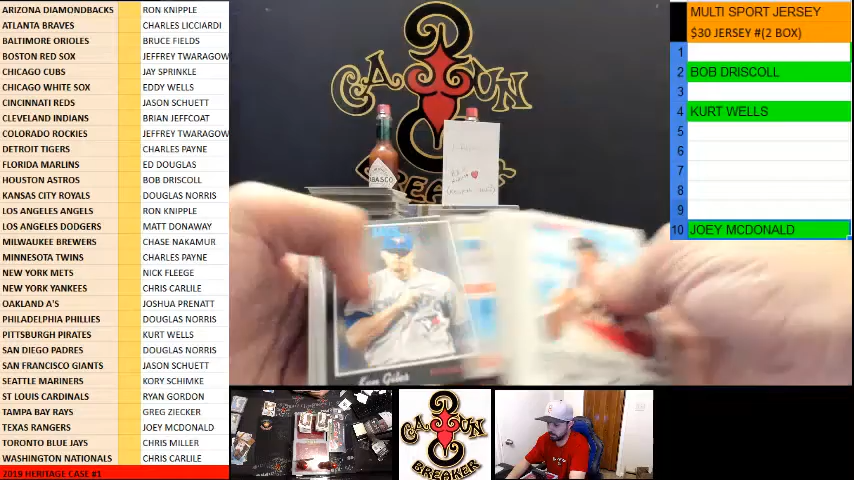 ARIZONA DIAMONDBACKS RON KNIPPLE
ATLANTA BRAVES CHARLES LICCIARDI
BALTIMORE ORIOLES BRUCE FIELDS
BOSTON RED SOX JEFFREY TWARAGOW
CHICAGO CUBS JAY SPRINKLE
CHICAGO WHITE SOX EDDY WELLS
CINCINNATI REDS JASON SCHUETT
CLEVELAND INDIANS BRIAN JEFFCOAT
COLORADO ROCKIES JEFFREY TWARAGOW
DETROIT TIGERS CHARLES PAYNE
FLORIDA MARLINS ED DOUGLAS
HOUSTON ASTROS BOB DRISCOLL
KANSAS CITY ROYALS DOUGLAS NORRIS
LOS ANGELES ANGELS RON KNIPPLE
LOS ANGELES DODGERS MATT DONAWAY
MILWAUKEE BREWERS CHASE NAKAMUR
MINNESOTA TWINS CHARLES PAYNE
NEW YORK METS NICK FLEEGE
NEW YORK YANKEES CHRIS CARLILE
OAKLAND A'S JOSHUA PRENATT
PHILADELPHIA PHILLIES DOUGLAS NORRIS
PITTSBURGH PIRATES KURT WELLS
SAN DIEGO PADRES DOUGLAS NORRIS
SAN FRANCISCO GIANTS JASON SCHUETT
SEATTLE MARINERS KORY SCHIMKE
ST LOUIS CARDINALS RYAN GORDON
TAMPA BAY RAYS GREG ZIECKER
TEXAS RANGERS JOEY MCDONALD
TORONTO BLUE JAYS CHRIS MILLER
WASHINGTON NATIONALS CHRIS CARLILE
2019 HERITAGE CASE #1
CAJUN
BREAKER
CAJUN
BREAKER
MULTI SPORT JERSEY
$30 JERSEY #(2 BOX)
1
2 BOB DRISCOLL
3
4 KURT WELLS
5
6
7
8
9
10 JOEY MCDONALD